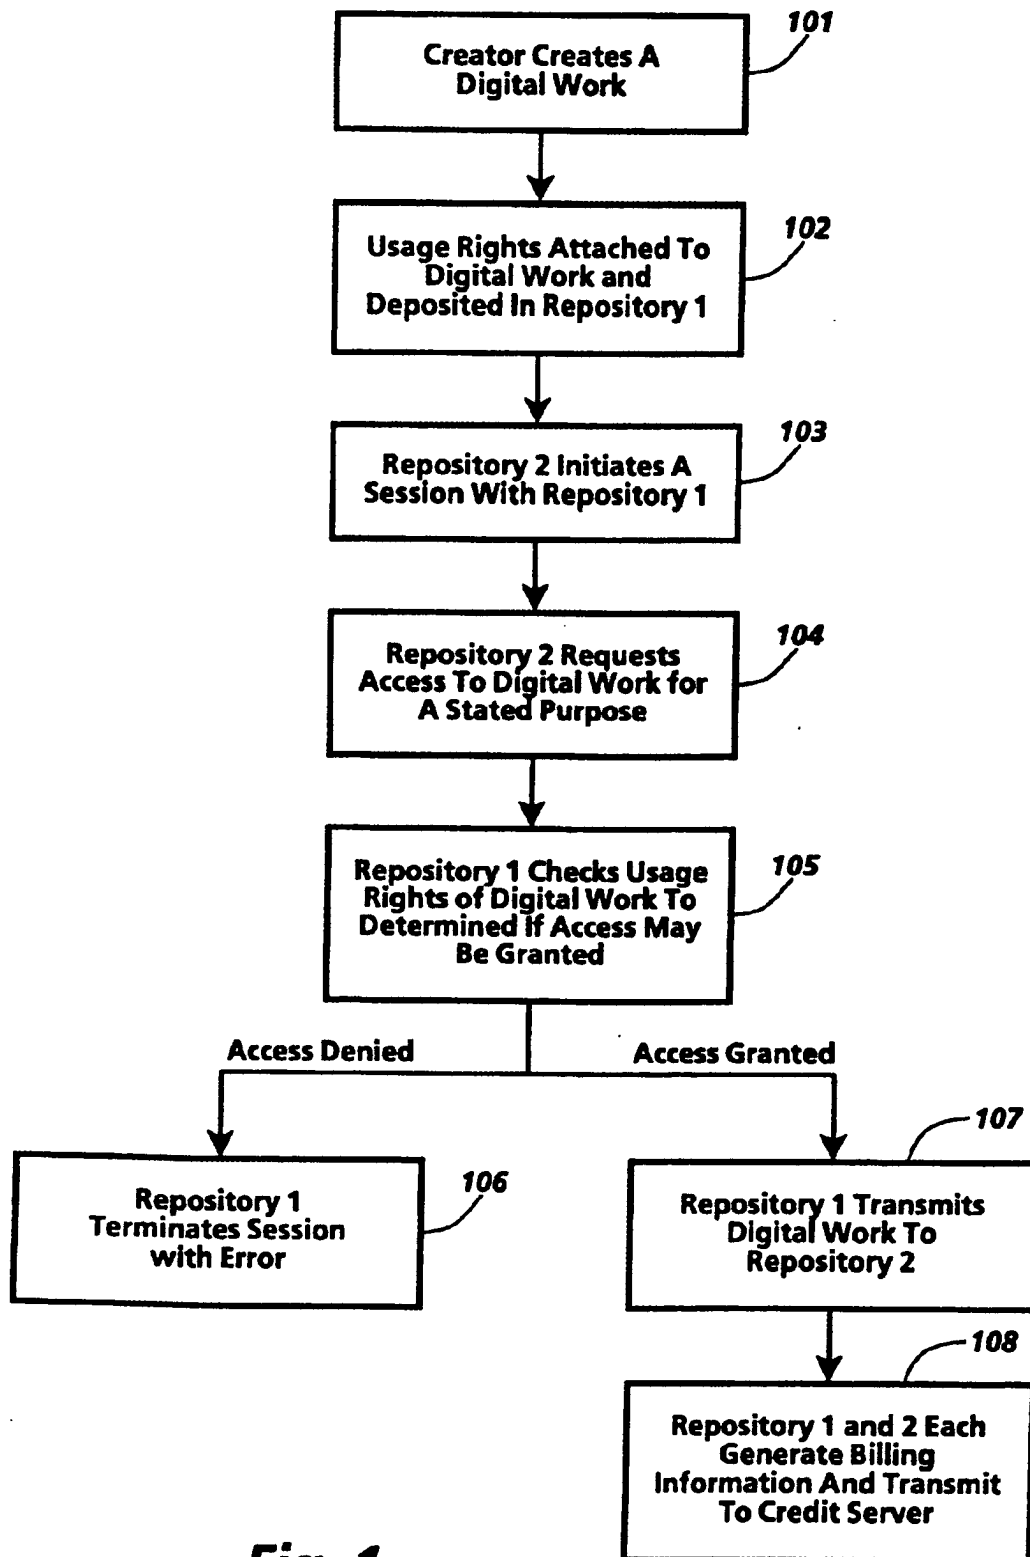 101
Creator Creates A
Digital Work
102
Usage Rights Attached To
Digital Work and
Deposited In Repository 1
103
Repository 2 Initiates A
Session With Repository 1
104
Repository 2 Requests
Access To Digital Work for
A Stated Purpose
105
Repository 1 Checks Usage
Rights of Digital Work To
Determined If Access May
Be Granted
Access Denied
Access Granted
106
Repository 1
Terminates Session
with Error
107
Repository 1 Transmits
Digital Work To
Repository 2
108
Repository 1 and 2 Each
Generate Billing
Information And Transmit
To Credit Server
Fig. 1